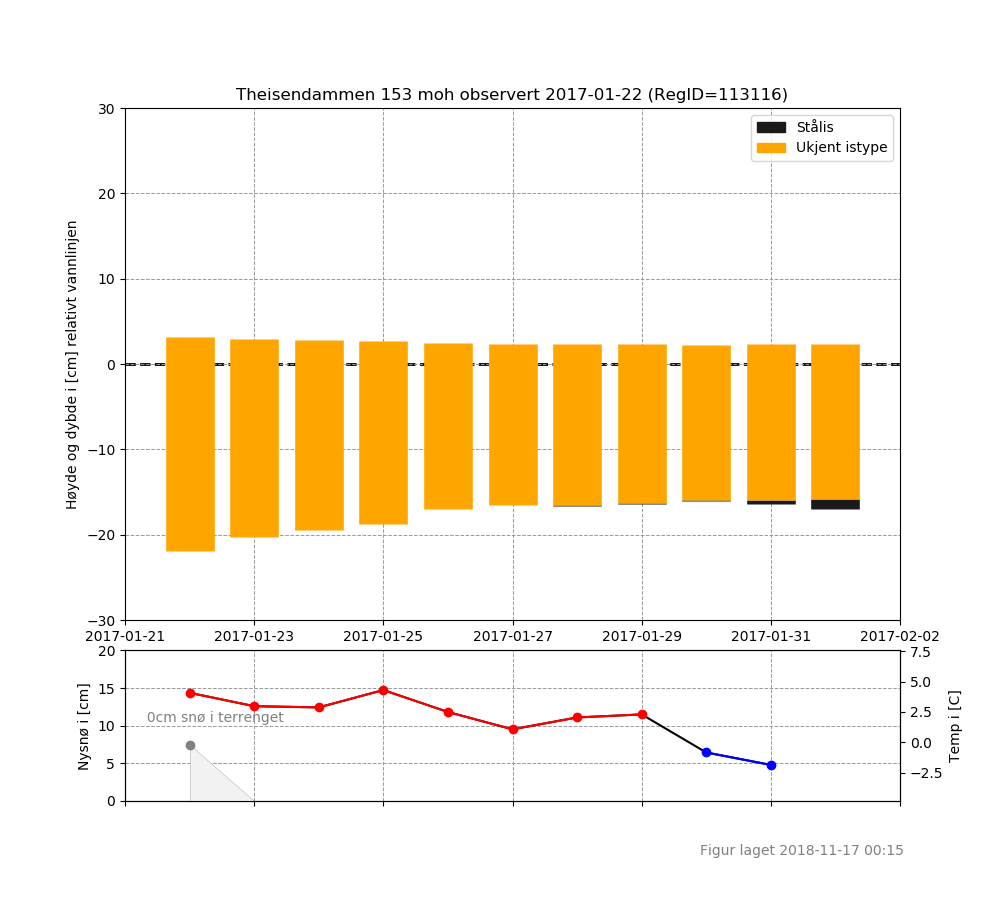 Theisendammen 153 moh observert 2017-01-22 (RegID=113116)
Stålis
Ukjent istype
Høyde og dybde i [cm] relativt vannlinjen
30
20
10
0
−10
−20
−30
2017-01-21 2017-01-23 2017-01-25 2017-01-27 2017-01-29 2017-01-31 2017-02-02
Nysnø i [cm]
20
15
10
5
0
0cm snø i terrenget
7.5
5.0
2.5
0.0
−2.5
Temp i [C]
Figur laget 2018-11-17 00:15